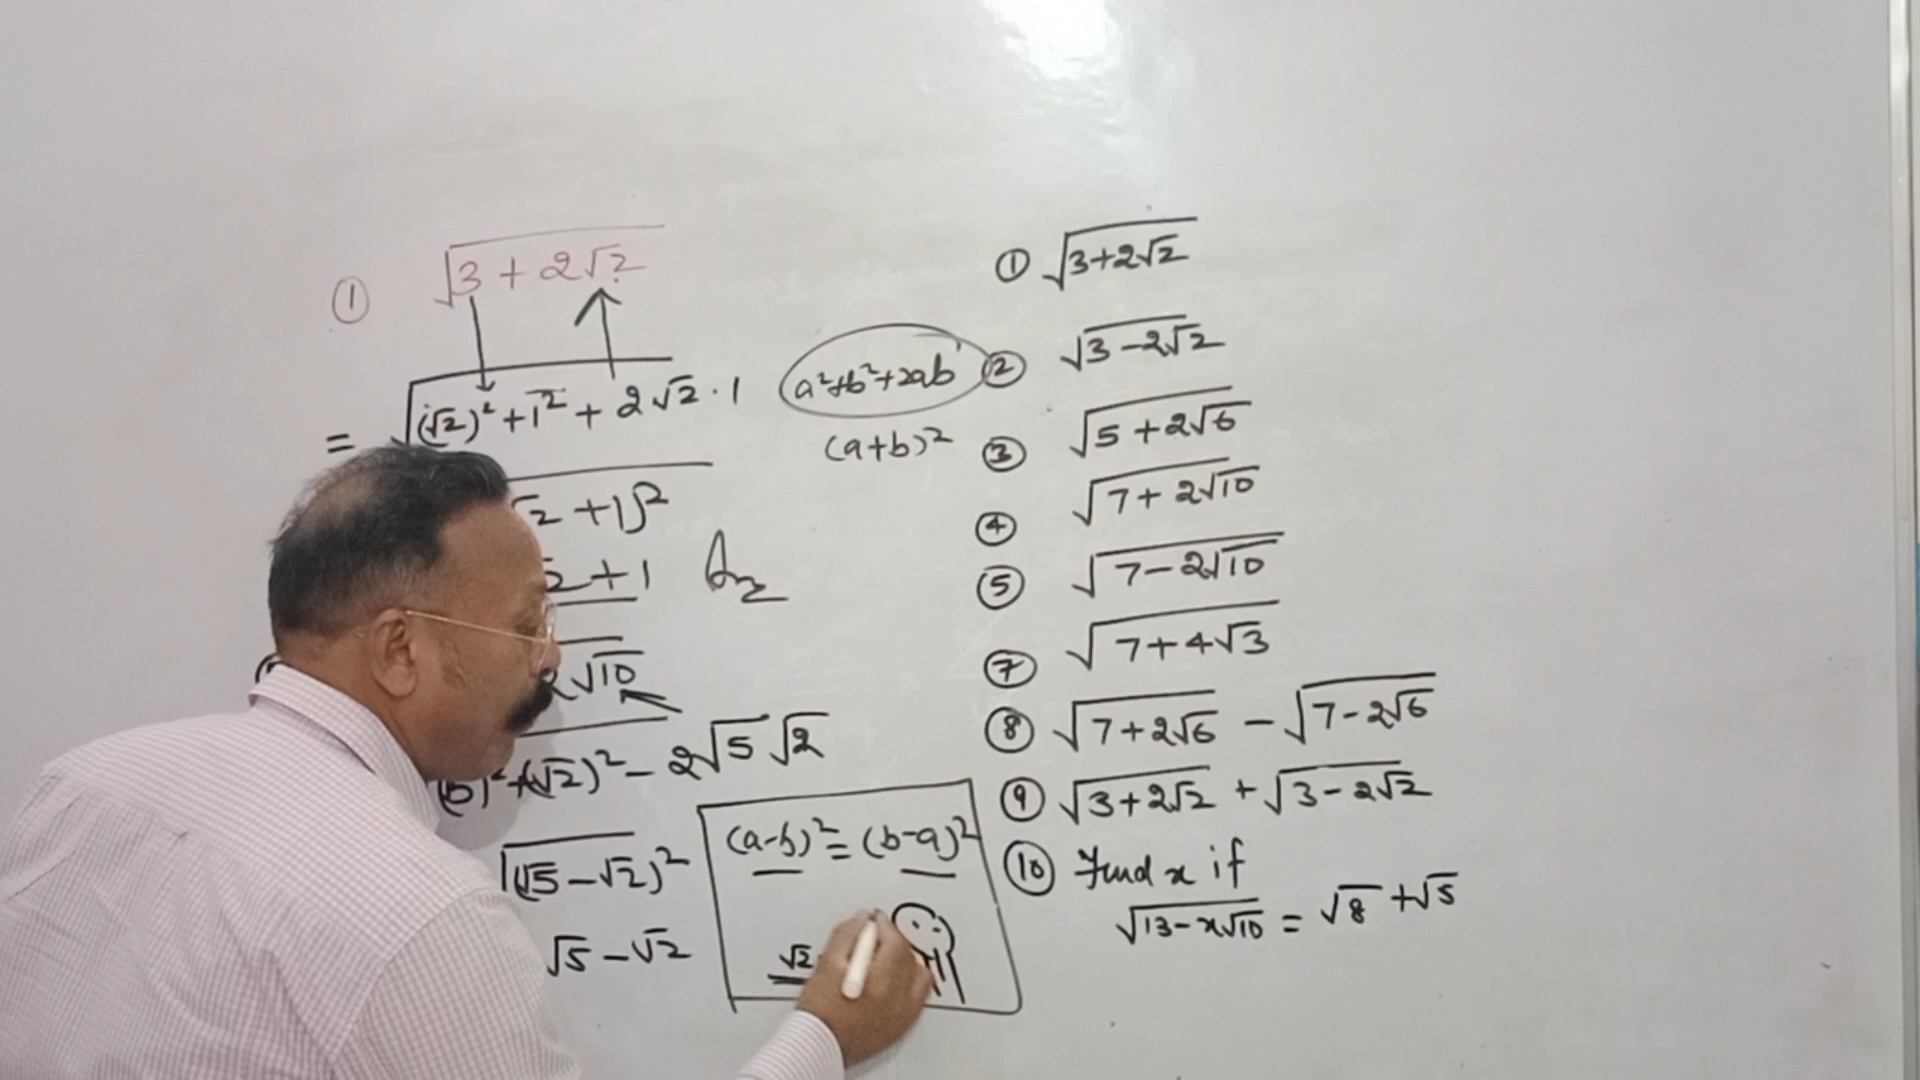 ① √(3 + 2√2)
= √((√2)² + 1² + 2√2 · 1
a²+b²+2ab
(a+b)²
√2 + 1)²
√2 + 1
2√10
(√5)² + (√2)² − 2√5 √2
√((√5 − √2)²
√5 − √2
(a-b)² = (b-a)²
√2
① √(3+2√2)
② √(3−2√2)
③ √(5+2√6)
④ √(7+2√10)
⑤ √(7−2√10)
⑦ √(7+4√3)
⑧ √(7+2√6) − √(7-2√6)
⑨ √(3+2√2) + √(3-2√2)
⑩ Find x if
√(13-x√10) = √8 + √5